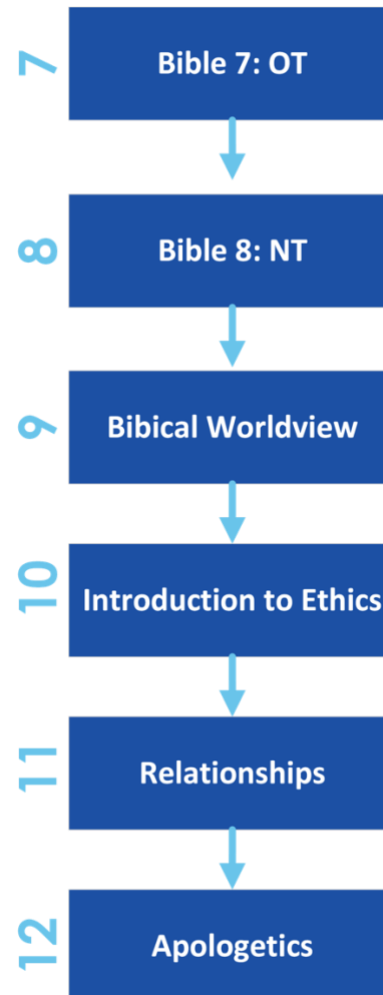 7
Bible 7: OT
8
Bible 8: NT
9
Bibical Worldview
10
Introduction to Ethics
11
Relationships
12
Apologetics